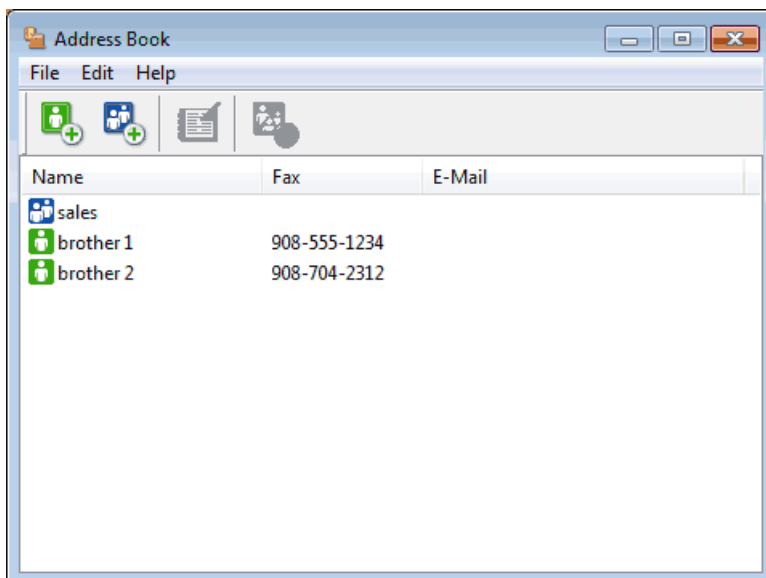 Address Book
File Edit Help
Name Fax E-Mail
sales
brother 1 908-555-1234
brother 2 908-704-2312